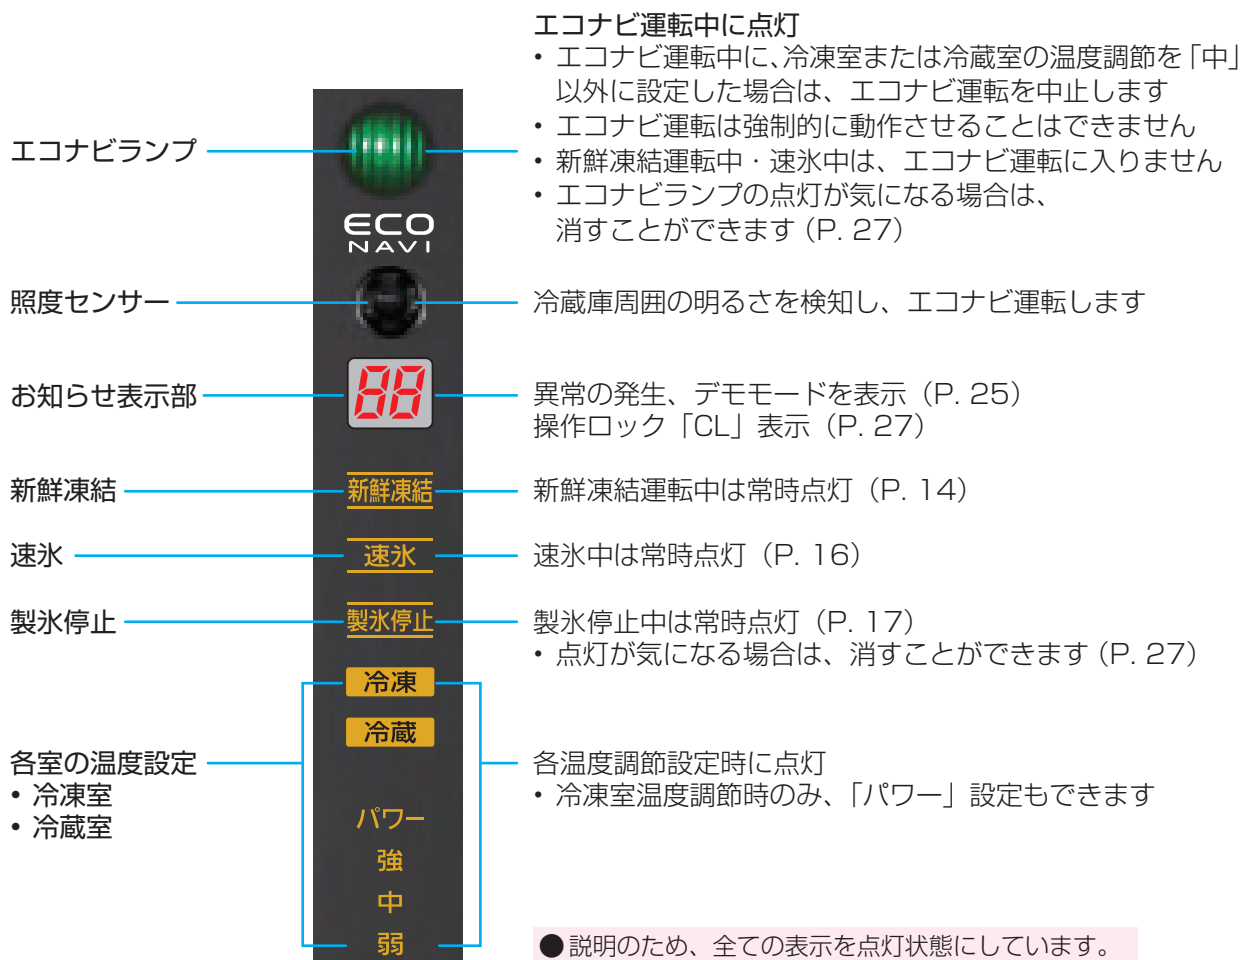 エコナビ運転中に点灯
• エコナビ運転中に、冷凍室または冷蔵室の温度調節を「中」
以外に設定した場合は、エコナビ運転を中止します
• エコナビ運転は強制的に動作させることはできません
• 新鮮凍結運転中・速氷中は、エコナビ運転に入りません
• エコナビランプの点灯が気になる場合は、
消すことができます（P. 27）
エコナビランプ
ECO
NAVI
照度センサー
冷蔵庫周囲の明るさを検知し、エコナビ運転します
お知らせ表示部
88
異常の発生、デモモードを表示（P. 25）
操作ロック「CL」表示（P. 27）
新鮮凍結
新鮮凍結
新鮮凍結運転中は常時点灯（P. 14）
速氷
速氷
速氷中は常時点灯（P. 16）
製氷停止
製氷停止
製氷停止中は常時点灯（P. 17）
• 点灯が気になる場合は、消すことができます（P. 27）
冷凍
冷蔵
各室の温度設定
• 冷凍室
• 冷蔵室
各温度調節設定時に点灯
• 冷凍室温度調節時のみ、「パワー」設定もできます
パワー
強
中
弱
●説明のため、全ての表示を点灯状態にしています。